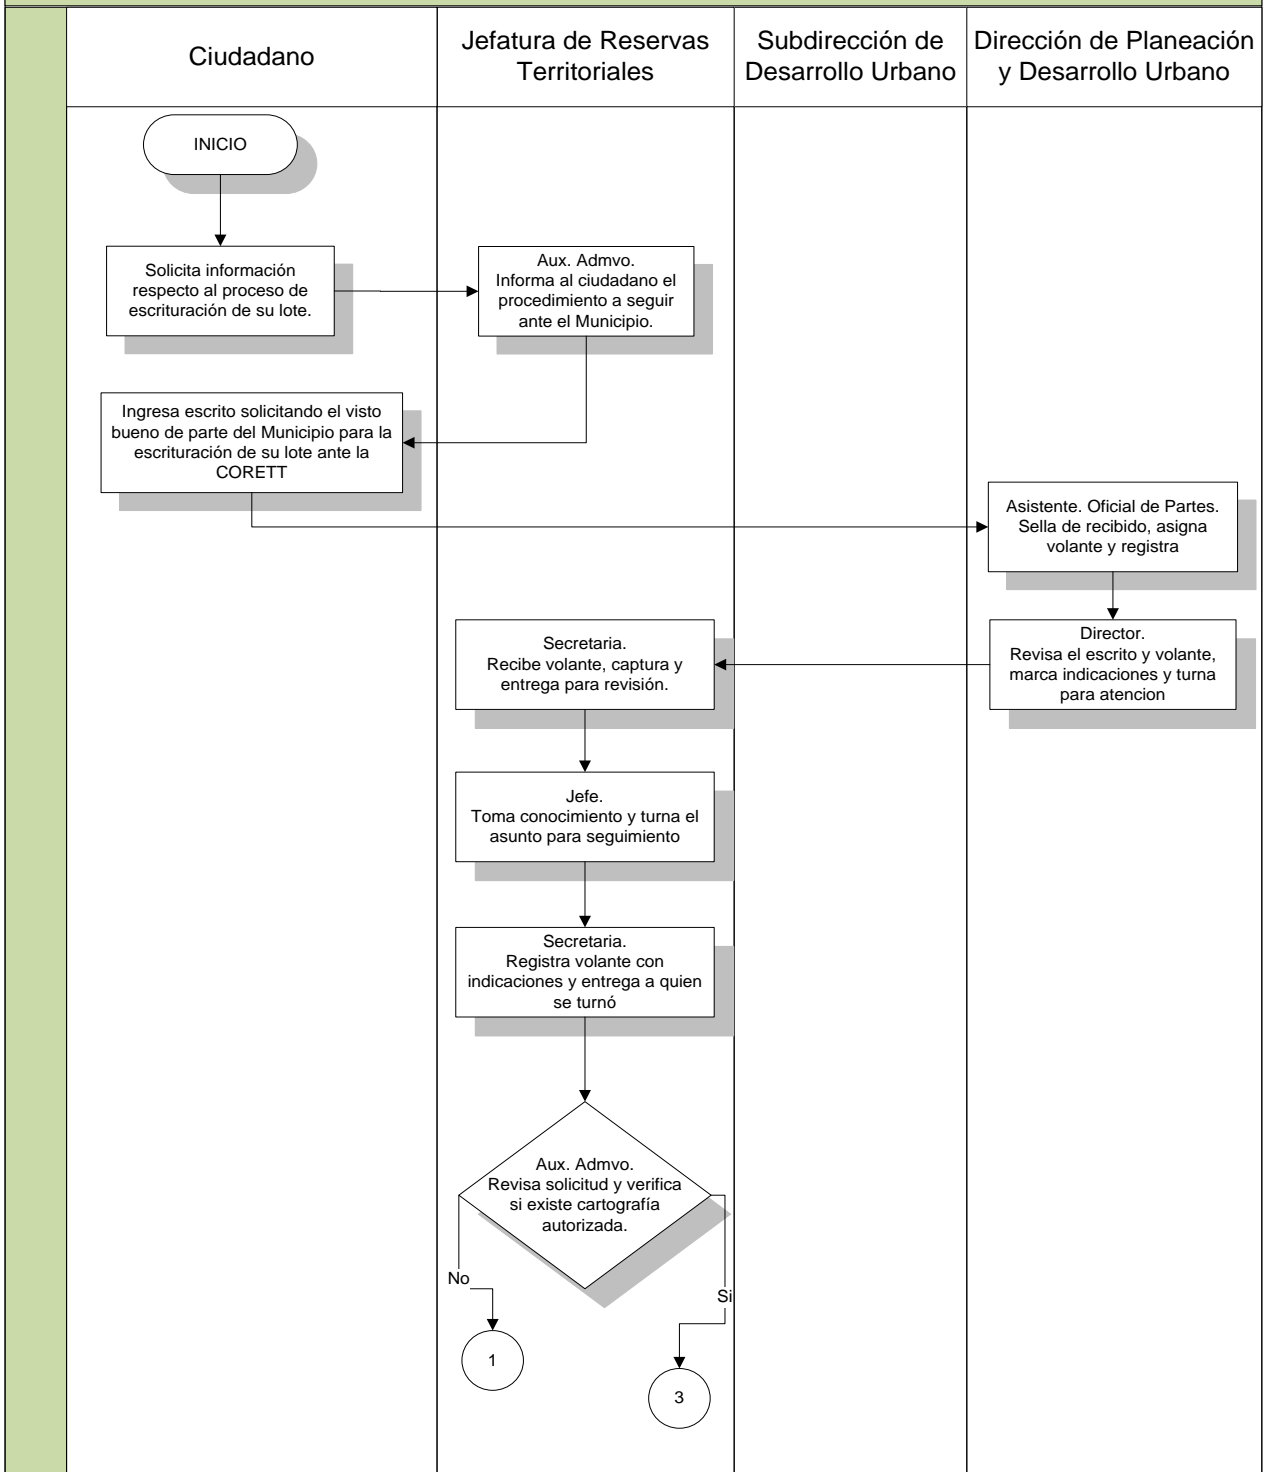 Ciudadano
Jefatura de Reservas
Territoriales
Subdirección de
Desarrollo Urbano
Dirección de Planeación
y Desarrollo Urbano
INICIO
Solicita información
respecto al proceso de
escrituración de su lote.
Aux. Admvo.
Informa al ciudadano el
procedimiento a seguir
ante el Municipio.
Ingresa escrito solicitando el visto
bueno de parte del Municipio para la
escrituración de su lote ante la
CORETT
Asistente. Oficial de Partes.
Sella de recibido, asigna
volante y registra
Director.
Revisa el escrito y volante,
marca indicaciones y turna
para atencion
Secretaria.
Recibe volante, captura y
entrega para revisión.
Jefe.
Toma conocimiento y turna el
asunto para seguimiento
Secretaria.
Registra volante con
indicaciones y entrega a quien
se turnó
Aux. Admvo.
Revisa solicitud y verifica
si existe cartografía
autorizada.
No
Si
1
3